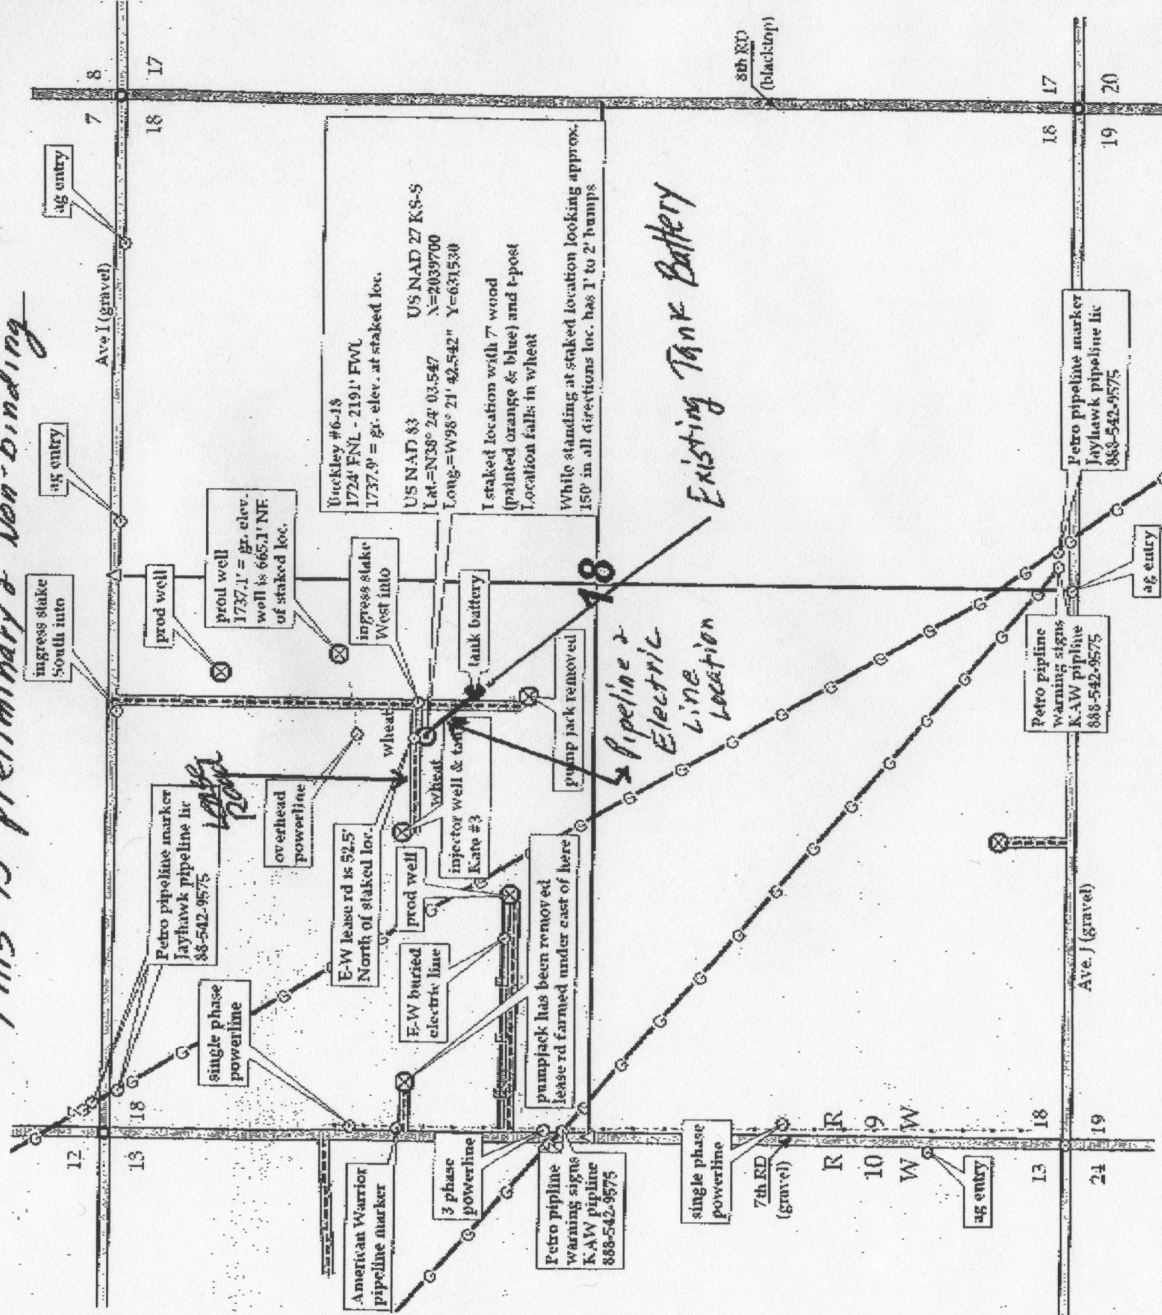 This is preliminary & Non-binding
ingress stake
South into
ag entry
ag entry
Ave I (gravel)
12
13
18
7
8
18
17
Petro pipeline marker
Jayhawk pipeline llc
88-542-9575
Lease
Road
prod well
prod well
1737.1' = gr. elev.
well is 665.1' NE
of staked loc.
Buckley #6-18
1724' FNL - 2191' FWL
1737.9' = gr. elev. at staked loc.
US NAD 83
Lat.=N38° 24' 03.547
Long.=W98° 21' 42.542"
US NAD 27 KS-S
X=2039700
Y=631530
I staked location with 7' wood
(painted orange & blue) and t-post
Location falls in wheat
While standing at staked location looking approx.
150' in all directions loc. has 1' to 2' bumps
single phase
powerline
overhead
powerline
wheat
ingress stake
West into
E-W lease rd is 52.5'
North of staked loc.
wheat
tank battery
American Warrior
pipeline marker
E-W buried
electric line
prod well
injector well & tank
Kate #3
pump jack removed
8th RD
(blacktop)
3 phase
powerline
pumpjack has been removed
lease rd farmed under east of here
18
Existing Tank Battery
Pipeline &
Electric
Line
Location
Petro pipline
warning signs
KAW pipline
888-542-9575
single phase
powerline
7th RD
(gravel)
R
R
10
9
W
W
ag entry
13
18
24
19
Ave. J (gravel)
Petro pipline
warning signs
KAW pipline
888-542-9575
ag entry
Petro pipeline marker
Jayhawk pipeline llc
888-542-9575
18
17
19
20